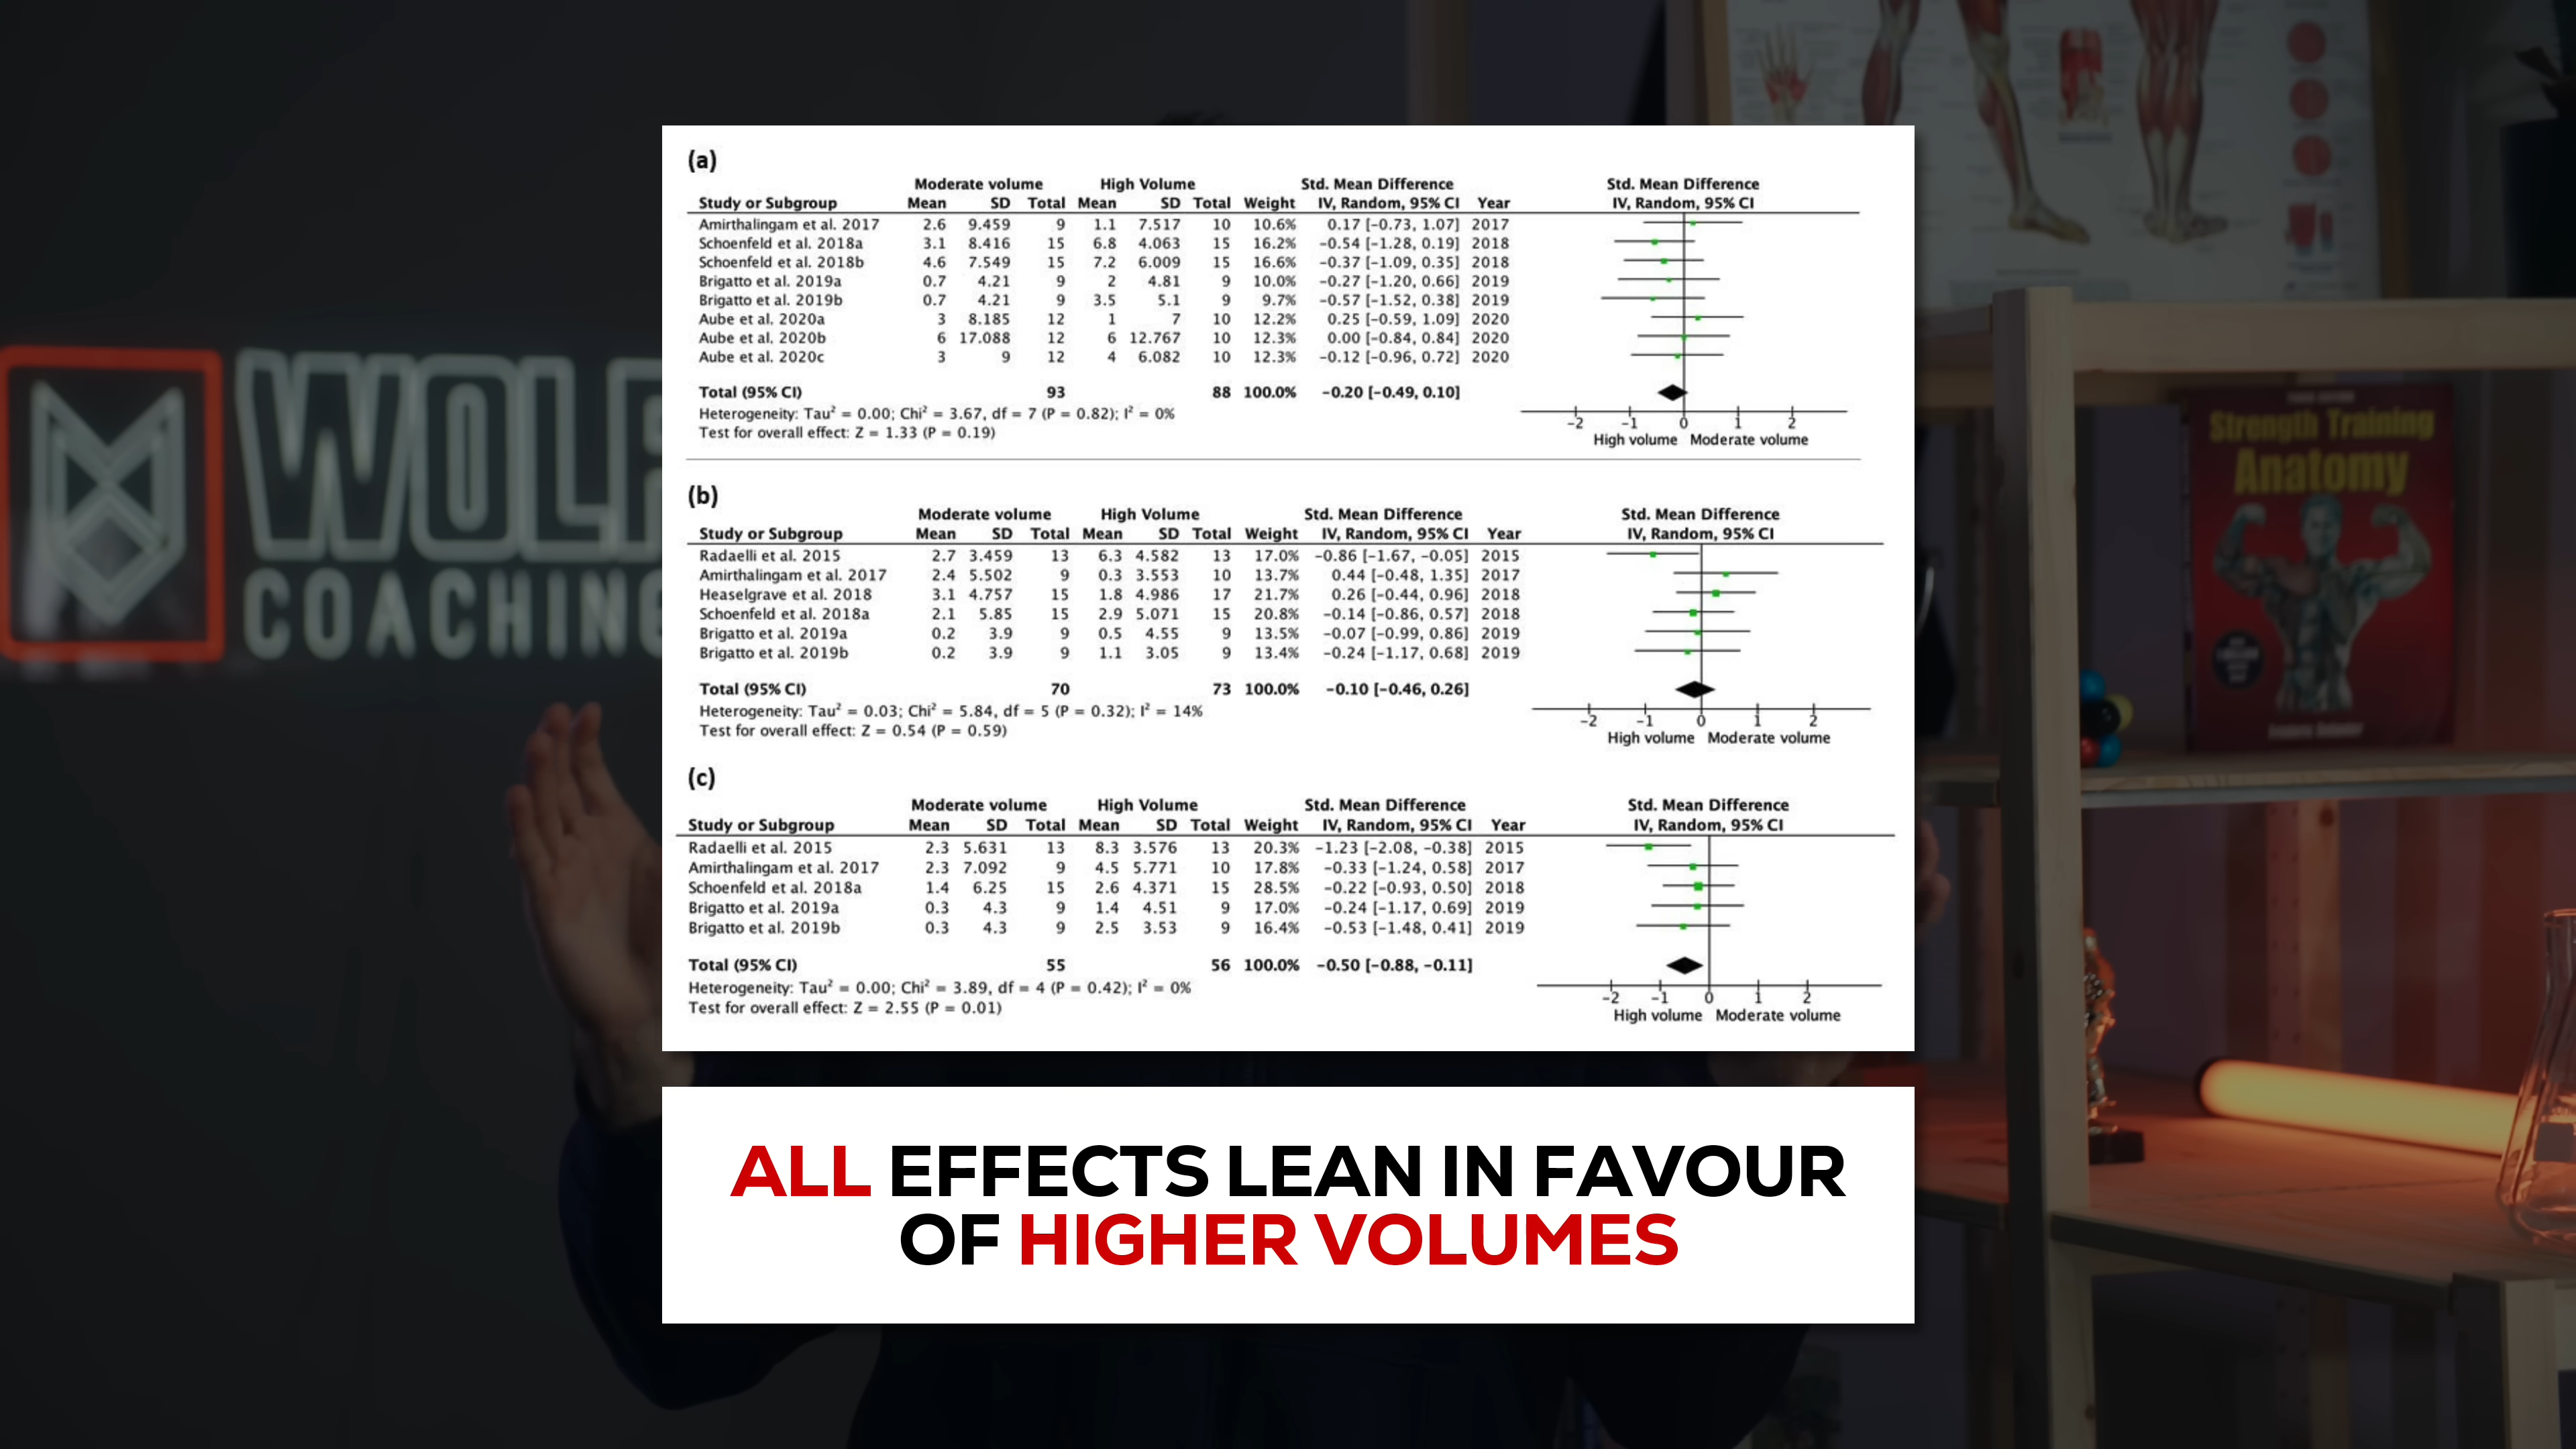 WOLF
COACHING
Strength Training
Anatomy
(a)
Moderate volume High Volume Std. Mean Difference Std. Mean Difference
Study or Subgroup Mean SD Total Mean SD Total Weight IV, Random, 95% CI Year IV, Random, 95% CI
Amirthalingam et al. 2017 2.6 9.459 9 1.1 7.517 10 10.6% 0.17 [-0.73, 1.07] 2017
Schoenfeld et al. 2018a 3.1 8.416 15 6.8 4.063 15 16.2% -0.54 [-1.28, 0.19] 2018
Schoenfeld et al. 2018b 4.6 7.549 15 7.2 6.009 15 16.6% -0.37 [-1.09, 0.35] 2018
Brigatto et al. 2019a 0.7 4.21 9 2 4.81 9 10.0% -0.27 [-1.20, 0.66] 2019
Brigatto et al. 2019b 0.7 4.21 9 3.5 5.1 9 9.7% -0.57 [-1.52, 0.38] 2019
Aube et al. 2020a 3 8.185 12 1 7 10 12.2% 0.25 [-0.59, 1.09] 2020
Aube et al. 2020b 6 17.088 12 6 12.767 10 12.3% 0.00 [-0.84, 0.84] 2020
Aube et al. 2020c 3 9 12 4 6.082 10 12.3% -0.12 [-0.96, 0.72] 2020
Total (95% CI) 93 88 100.0% -0.20 [-0.49, 0.10]
Heterogeneity: Tau² = 0.00; Chi² = 3.67, df = 7 (P = 0.82); I² = 0%
Test for overall effect: Z = 1.33 (P = 0.19)
-2 -1 0 1 2
High volume Moderate volume
(b)
Moderate volume High Volume Std. Mean Difference Std. Mean Difference
Study or Subgroup Mean SD Total Mean SD Total Weight IV, Random, 95% CI Year IV, Random, 95% CI
Radaelli et al. 2015 2.7 3.459 13 6.3 4.582 13 17.0% -0.86 [-1.67, -0.05] 2015
Amirthalingam et al. 2017 2.4 5.502 9 0.3 3.553 10 13.7% 0.44 [-0.48, 1.35] 2017
Heaselgrave et al. 2018 3.1 4.757 15 1.8 4.986 17 21.7% 0.26 [-0.44, 0.96] 2018
Schoenfeld et al. 2018a 2.1 5.85 15 2.9 5.071 15 20.8% -0.14 [-0.86, 0.57] 2018
Brigatto et al. 2019a 0.2 3.9 9 0.5 4.55 9 13.5% -0.07 [-0.99, 0.86] 2019
Brigatto et al. 2019b 0.2 3.9 9 1.1 3.05 9 13.4% -0.24 [-1.17, 0.68] 2019
Total (95% CI) 70 73 100.0% -0.10 [-0.46, 0.26]
Heterogeneity: Tau² = 0.03; Chi² = 5.84, df = 5 (P = 0.32); I² = 14%
Test for overall effect: Z = 0.54 (P = 0.59)
-2 -1 0 1 2
High volume Moderate volume
(c)
Moderate volume High Volume Std. Mean Difference Std. Mean Difference
Study or Subgroup Mean SD Total Mean SD Total Weight IV, Random, 95% CI Year IV, Random, 95% CI
Radaelli et al. 2015 2.3 5.631 13 8.3 3.576 13 20.3% -1.23 [-2.08, -0.38] 2015
Amirthalingam et al. 2017 2.3 7.092 9 4.5 5.771 10 17.8% -0.33 [-1.24, 0.58] 2017
Schoenfeld et al. 2018a 1.4 6.25 15 2.6 4.371 15 28.5% -0.22 [-0.93, 0.50] 2018
Brigatto et al. 2019a 0.3 4.3 9 1.4 4.51 9 17.0% -0.24 [-1.17, 0.69] 2019
Brigatto et al. 2019b 0.3 4.3 9 2.5 3.53 9 16.4% -0.53 [-1.48, 0.41] 2019
Total (95% CI) 55 56 100.0% -0.50 [-0.88, -0.11]
Heterogeneity: Tau² = 0.00; Chi² = 3.89, df = 4 (P = 0.42); I² = 0%
Test for overall effect: Z = 2.55 (P = 0.01)
-2 -1 0 1 2
High volume Moderate volume
ALL EFFECTS LEAN IN FAVOUR
OF HIGHER VOLUMES